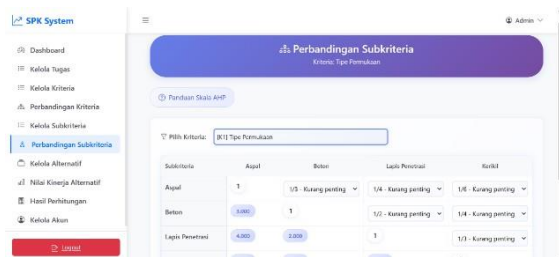 SPK System
Admin
Dashboard
Kelola Tugas
Kelola Kriteria
Perbandingan Kriteria
Kelola Subkriteria
Perbandingan Subkriteria
Kelola Alternatif
Nilai Kinerja Alternatif
Hasil Perhitungan
Kelola Akun
Logout
Perbandingan Subkriteria
Kriteria: Tipe Permukaan
Panduan Skala AHP
Pilih Kriteria: [K1] Tipe Permukaan
Subkriteria Aspal Beton Lapis Penetrasi Kerikil
Aspal 1 1/3 - Kurang penting 1/4 - Kurang penting 1/6 - Kurang penting
Beton 3.000 1 1/2 - Kurang penting 1/4 - Kurang penting
Lapis Penetrasi 4.000 2.000 1 1/3 - Kurang penting